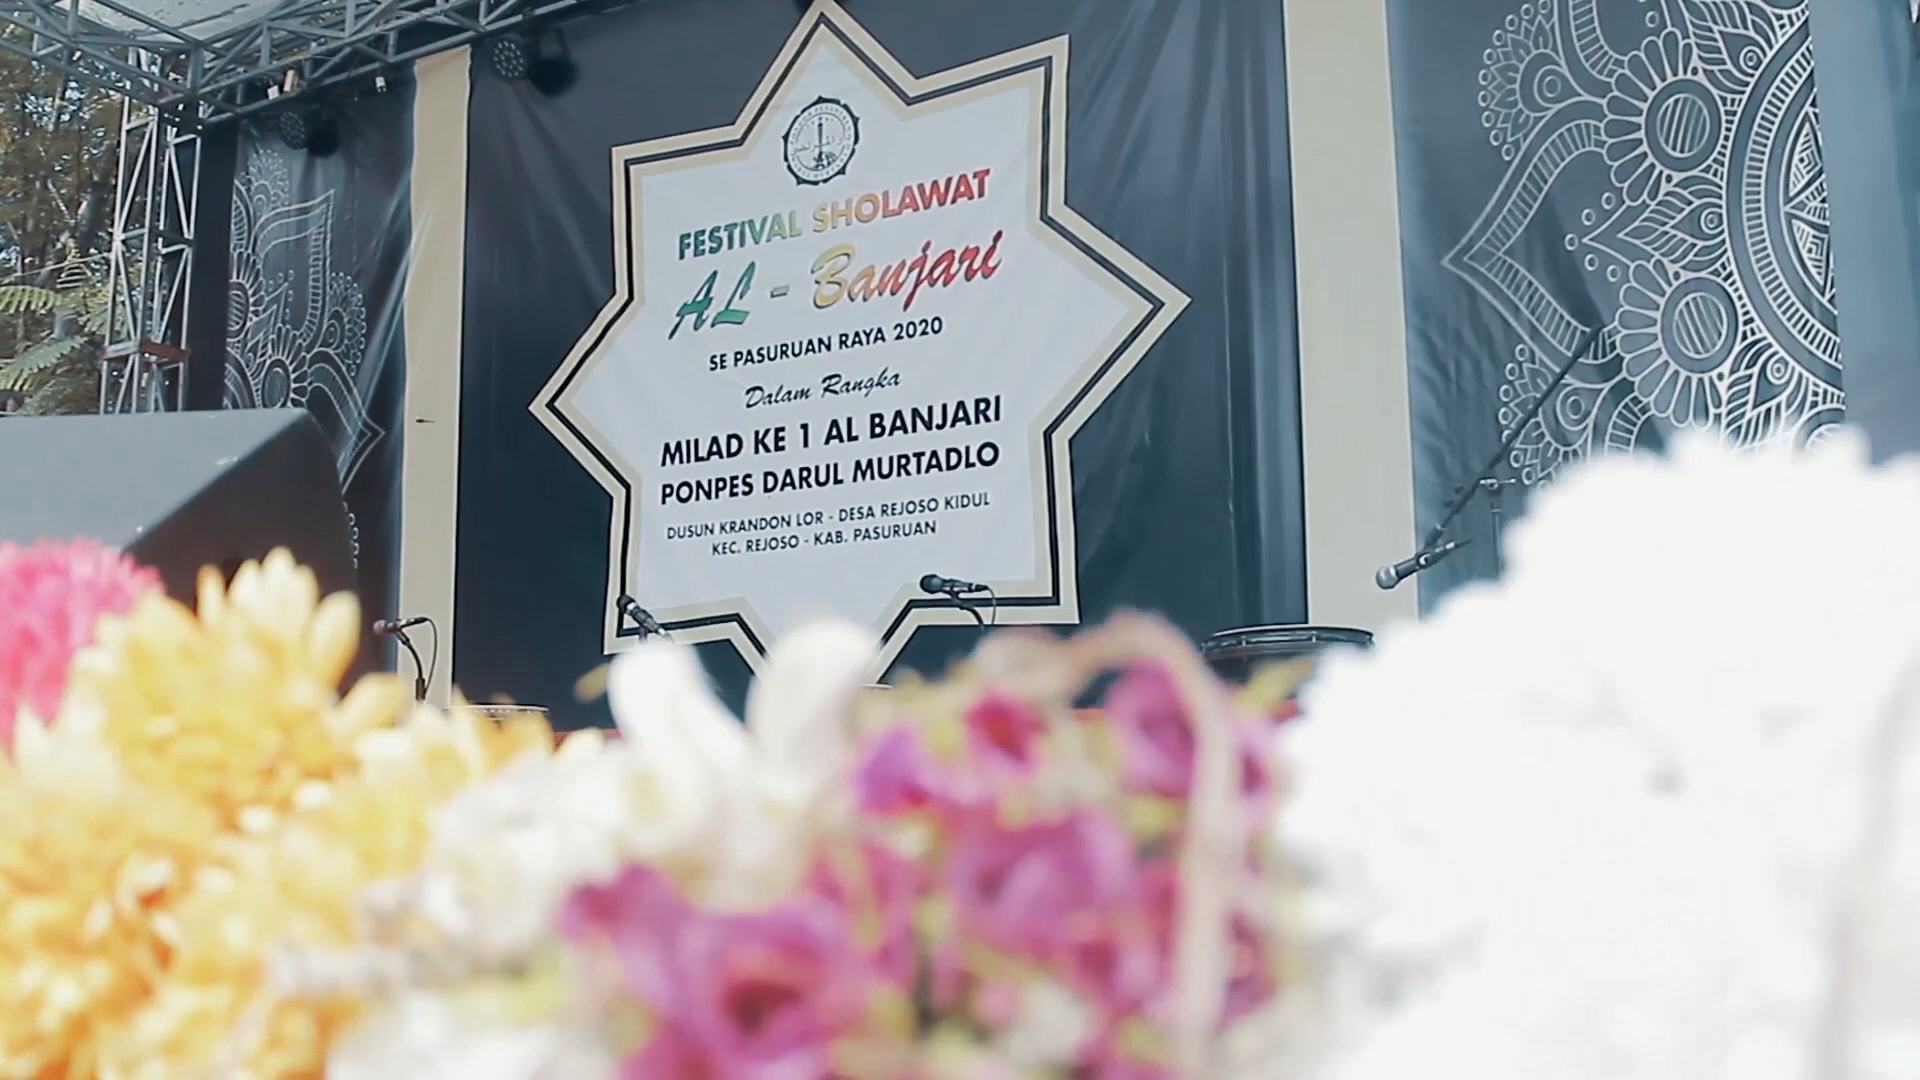 FESTIVAL SHOLAWAT
AL - Banjari
SE PASURUAN RAYA 2020
Dalam Rangka
MILAD KE 1 AL BANJARI
PONPES DARUL MURTADLO
DUSUN KRANDON LOR - DESA REJOSO KIDUL
KEC. REJOSO - KAB. PASURUAN